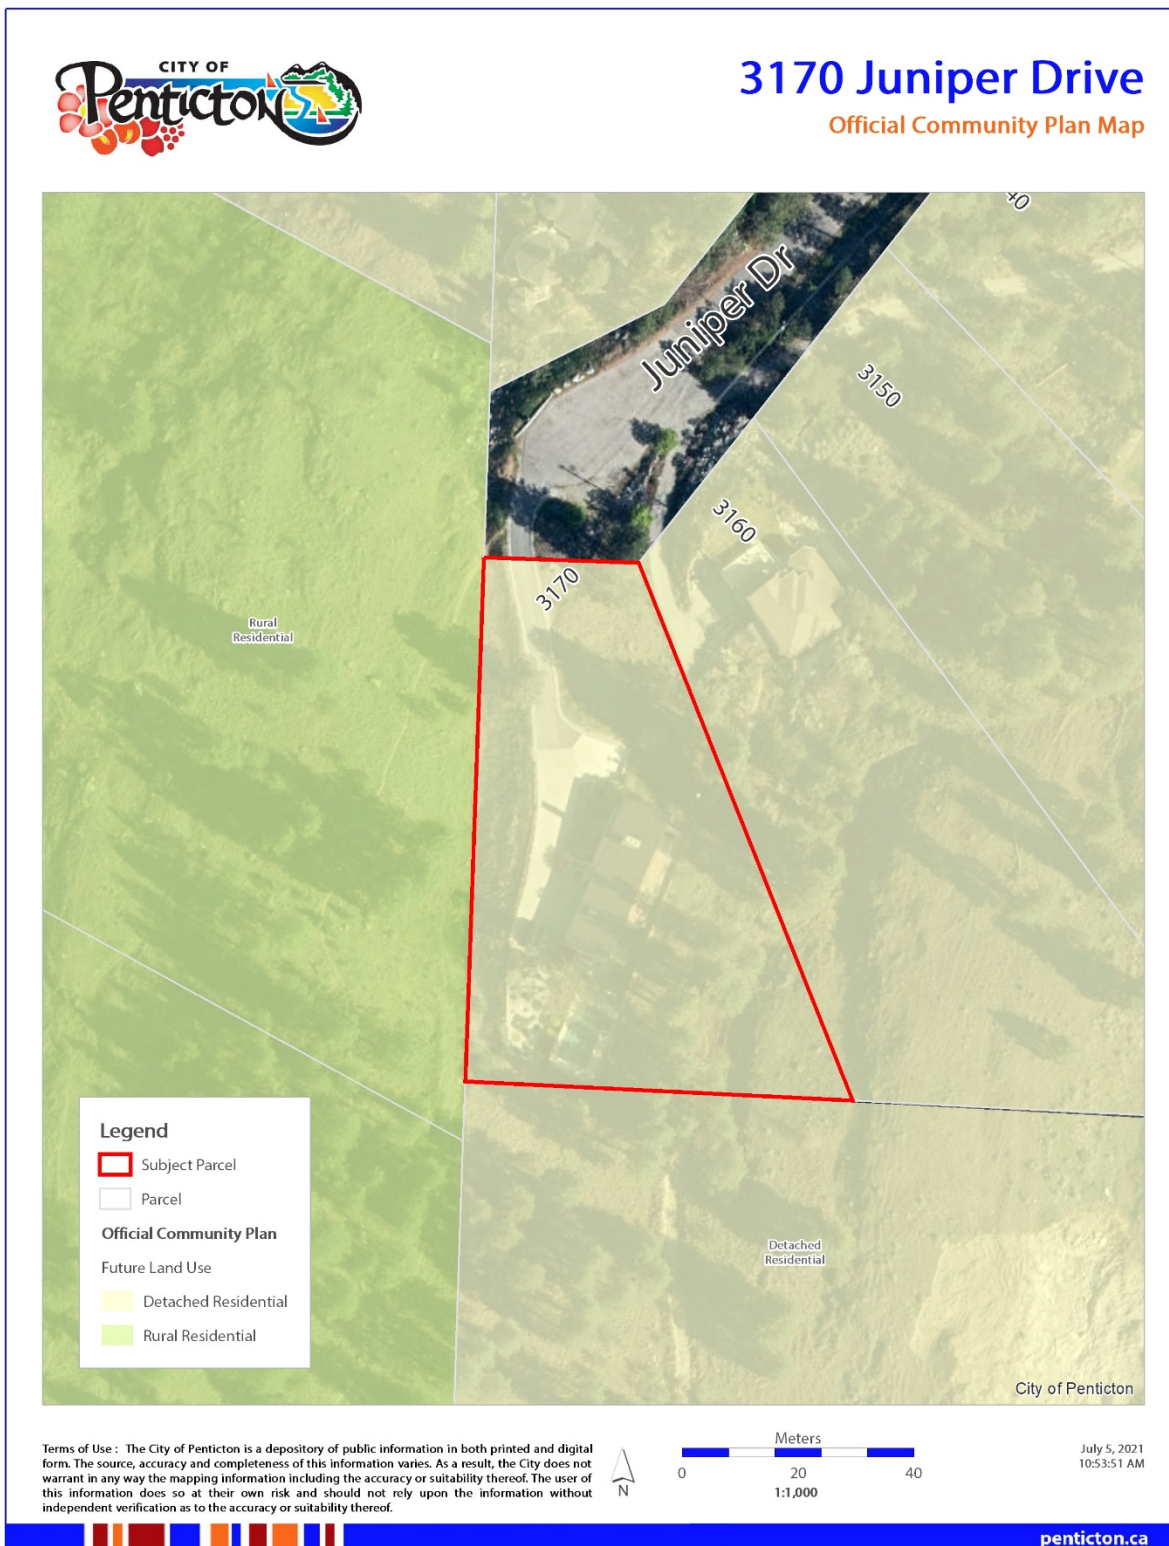 CITY OF
Penticton
3170 Juniper Drive
Official Community Plan Map
40
Juniper Dr
3150
3160
3170
Rural
Residential
Legend
Subject Parcel
Parcel
Official Community Plan
Future Land Use
Detached Residential
Rural Residential
Detached
Residential
City of Penticton
Terms of Use : The City of Penticton is a depository of public information in both printed and digital
form. The source, accuracy and completeness of this information varies. As a result, the City does not
warrant in any way the mapping information including the accuracy or suitability thereof. The user of
this information does so at their own risk and should not rely upon the information without
independent verification as to the accuracy or suitability thereof.
N
Meters
0 20 40
1:1,000
July 5, 2021
10:53:51 AM
penticton.ca